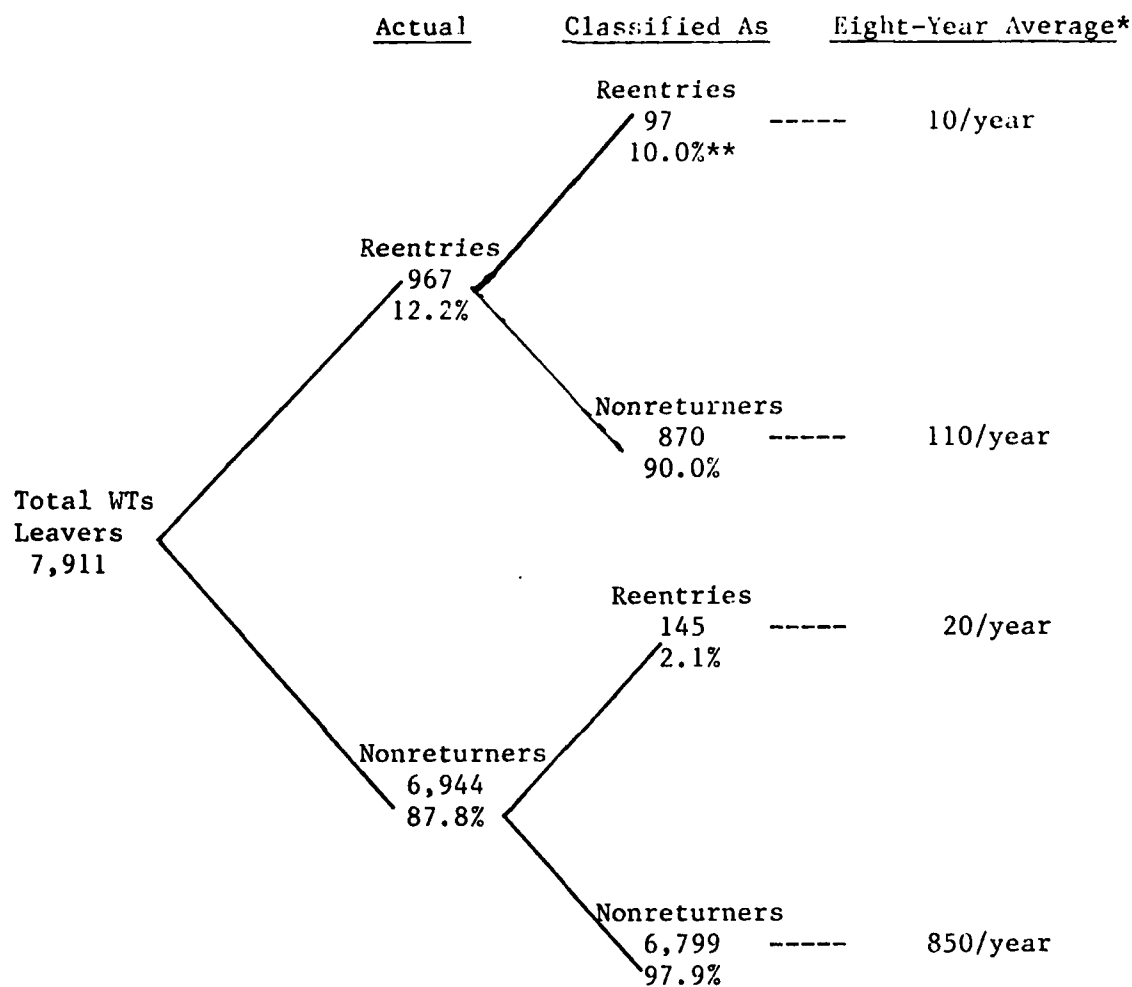 Actual Classified As Eight-Year Average*
Reentries
97 ----- 10/year
10.0%**
Reentries
967
12.2%
Nonreturners
870 ----- 110/year
90.0%
Total WTs
Leavers
7,911
Reentries
145 ----- 20/year
2.1%
Nonreturners
6,944
87.8%
Nonreturners
6,799 ----- 850/year
97.9%